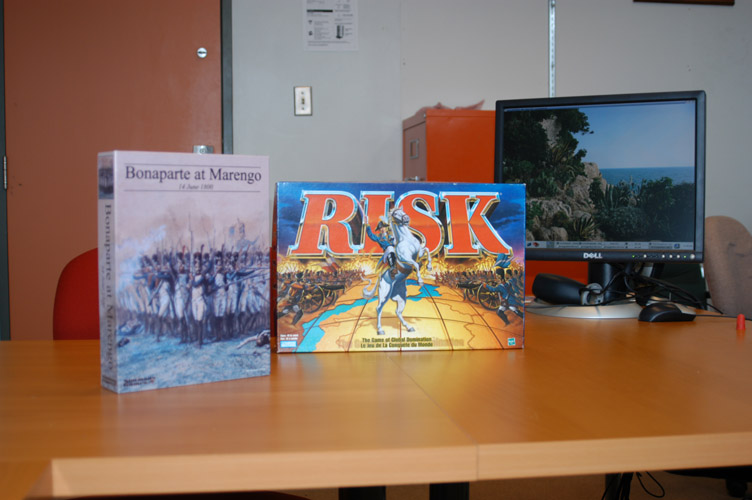 Bonaparte at Marengo
14 June 1800
Bonaparte at Marengo
RISK
The Game of Global Domination
Le Jeu de La Conquête du Monde
DELL